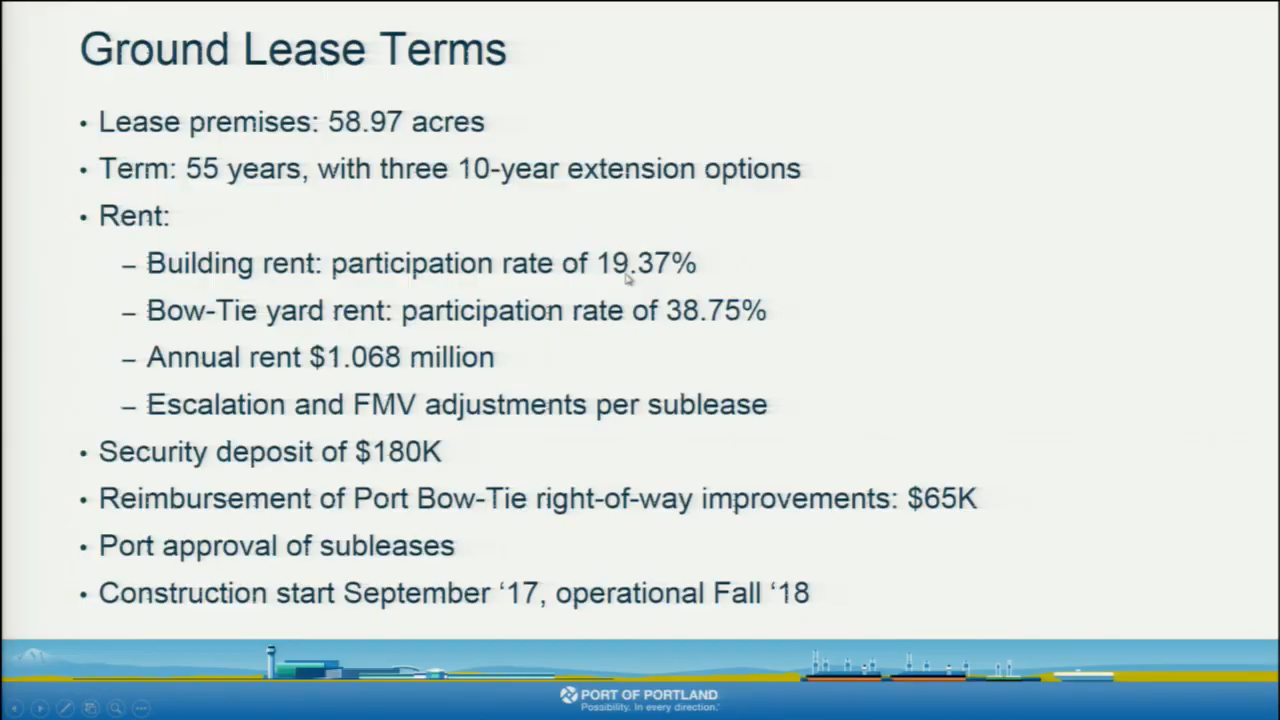 Ground Lease Terms
• Lease premises: 58.97 acres
• Term: 55 years, with three 10-year extension options
• Rent:
– Building rent: participation rate of 19.37%
– Bow-Tie yard rent: participation rate of 38.75%
– Annual rent $1.068 million
– Escalation and FMV adjustments per sublease
• Security deposit of $180K
• Reimbursement of Port Bow-Tie right-of-way improvements: $65K
• Port approval of subleases
• Construction start September ‘17, operational Fall ‘18
PORT OF PORTLAND
Possibility. In every direction.™